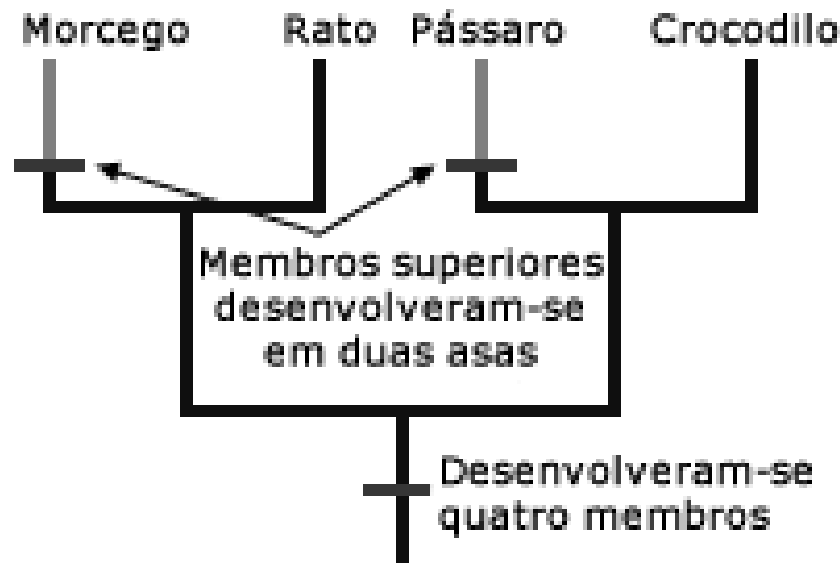 Morcego Rato Pássaro Crocodilo
Membros superiores
desenvolveram-se
em duas asas
Desenvolveram-se
quatro membros